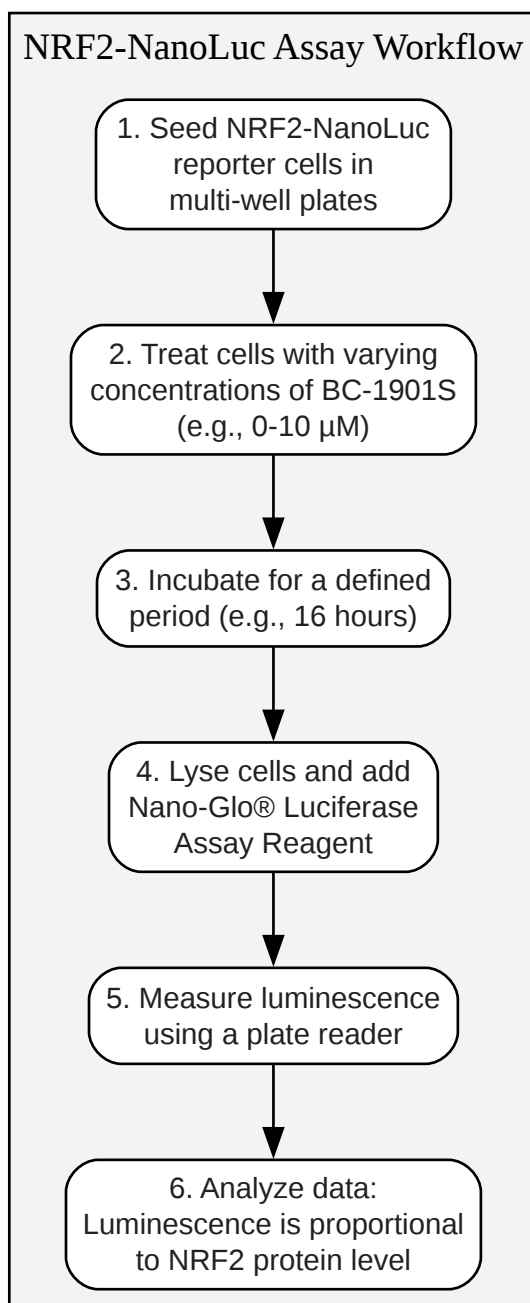 NRF2-NanoLuc Assay Workflow
1. Seed NRF2-NanoLuc
reporter cells in
multi-well plates
2. Treat cells with varying
concentrations of BC-1901S
(e.g., 0-10 µM)
3. Incubate for a defined
period (e.g., 16 hours)
4. Lyse cells and add
Nano-Glo® Luciferase
Assay Reagent
5. Measure luminescence
using a plate reader
6. Analyze data:
Luminescence is proportional
to NRF2 protein level